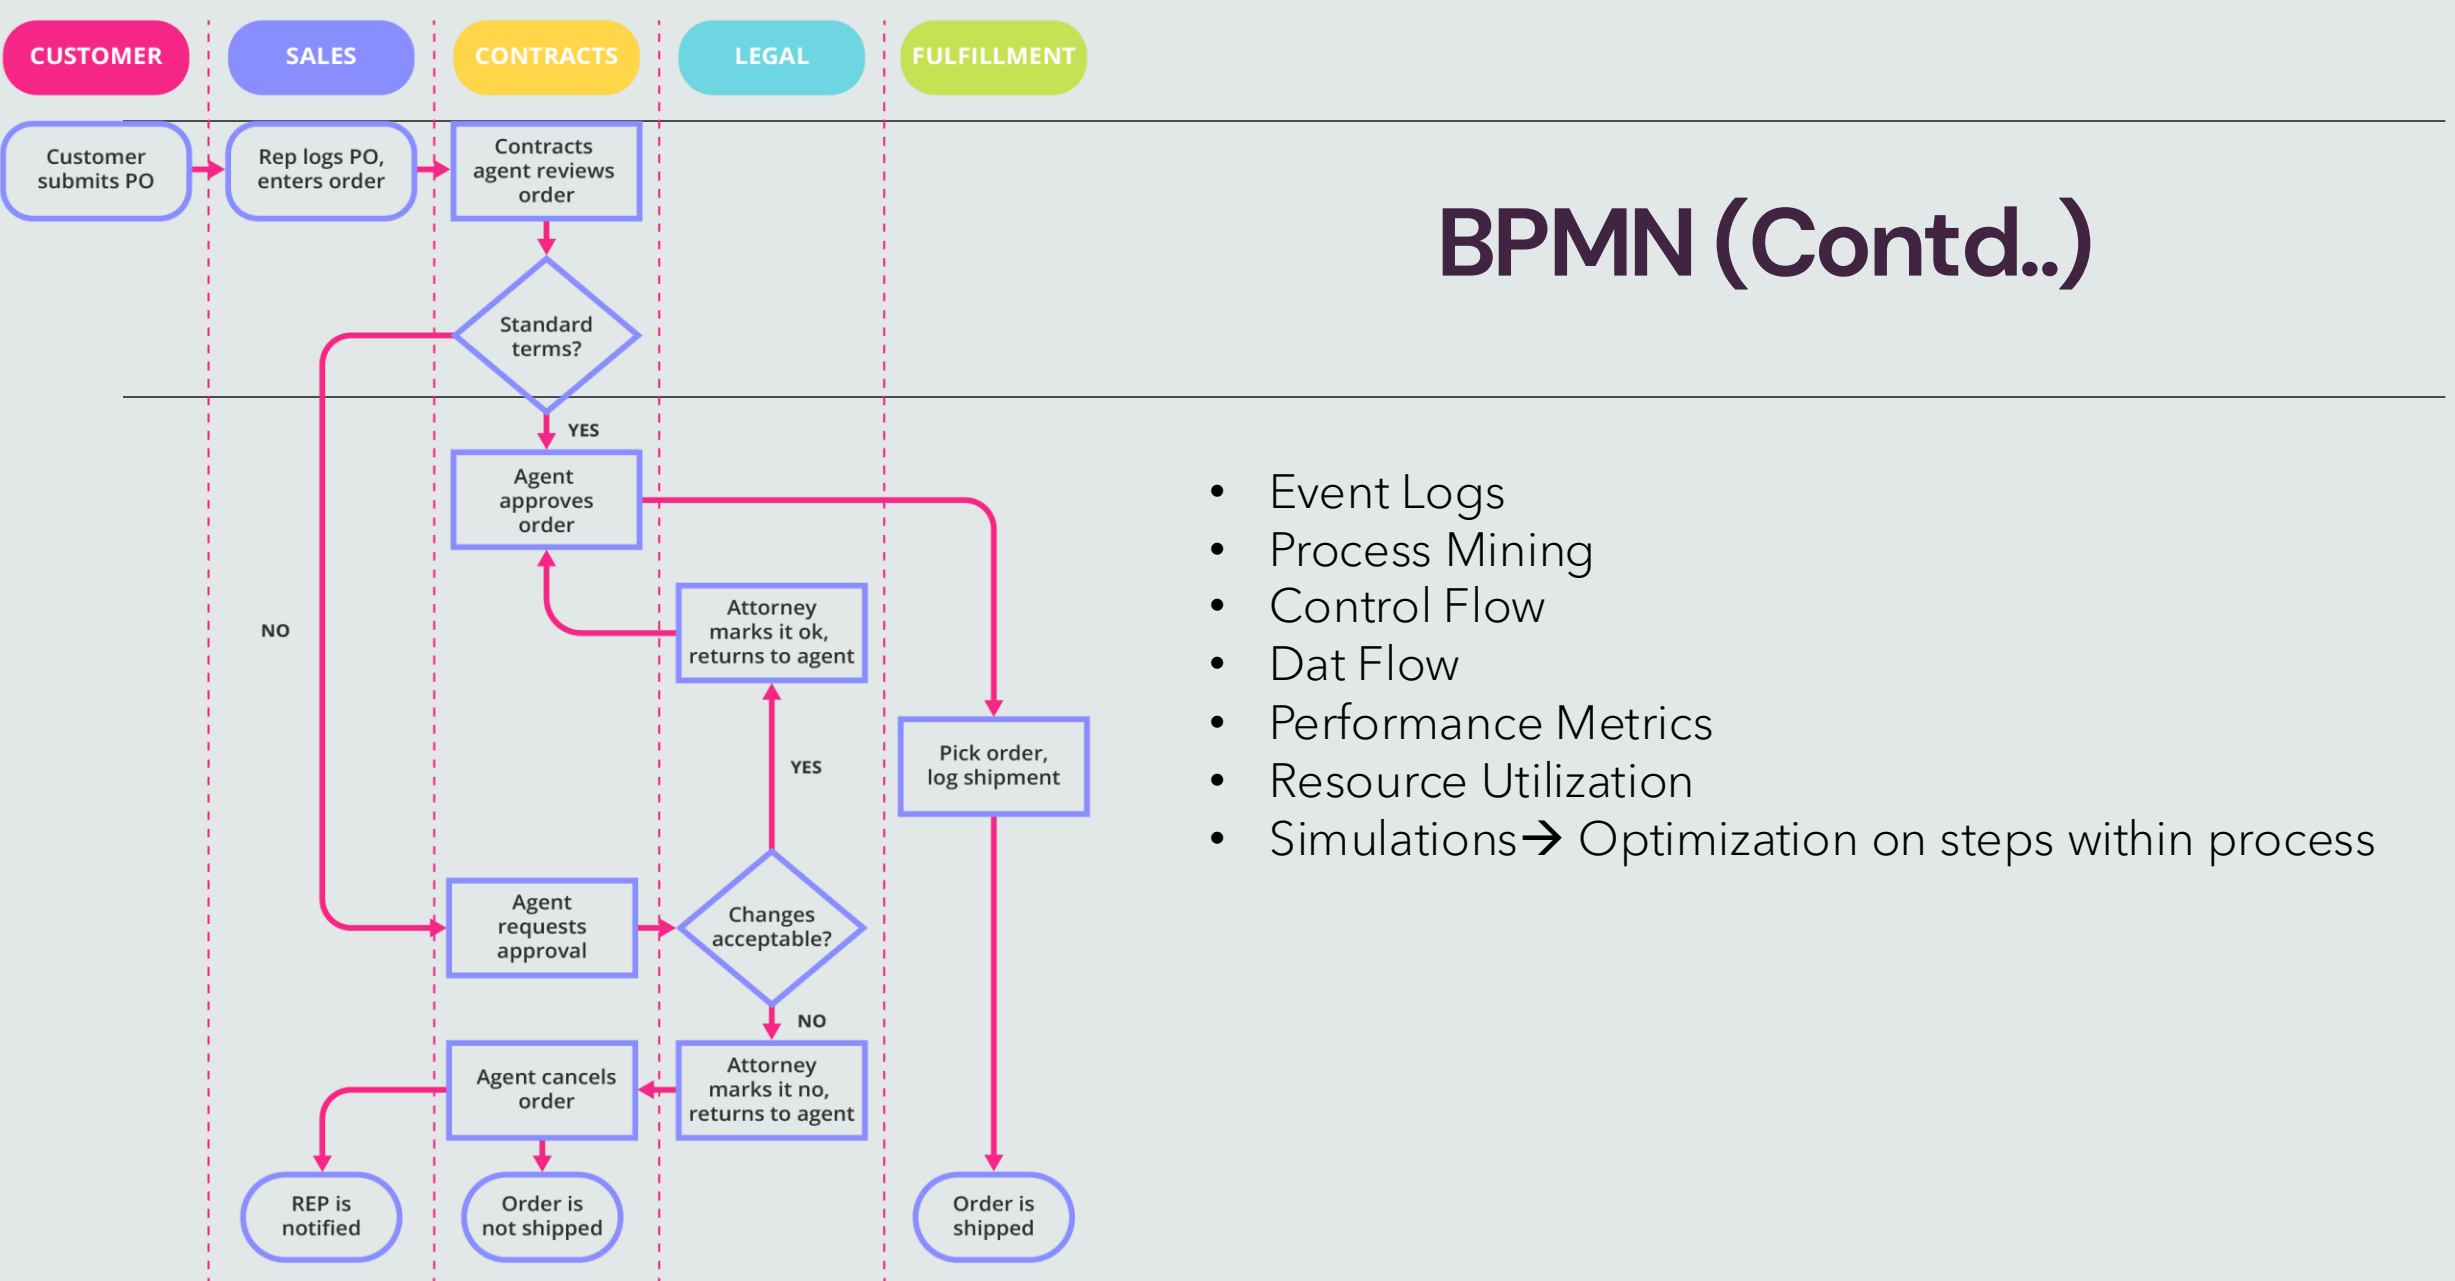 CUSTOMER
SALES
CONTRACTS
LEGAL
FULFILLMENT
Customer
submits PO
Rep logs PO,
enters order
Contracts
agent reviews
order
Standard
terms?
YES
NO
Agent
approves
order
Attorney
marks it ok,
returns to agent
YES
Pick order,
log shipment
Agent
requests
approval
Changes
acceptable?
NO
Agent cancels
order
Attorney
marks it no,
returns to agent
REP is
notified
Order is
not shipped
Order is
shipped
BPMN (Contd..)
• Event Logs
• Process Mining
• Control Flow
• Dat Flow
• Performance Metrics
• Resource Utilization
• Simulations→ Optimization on steps within process